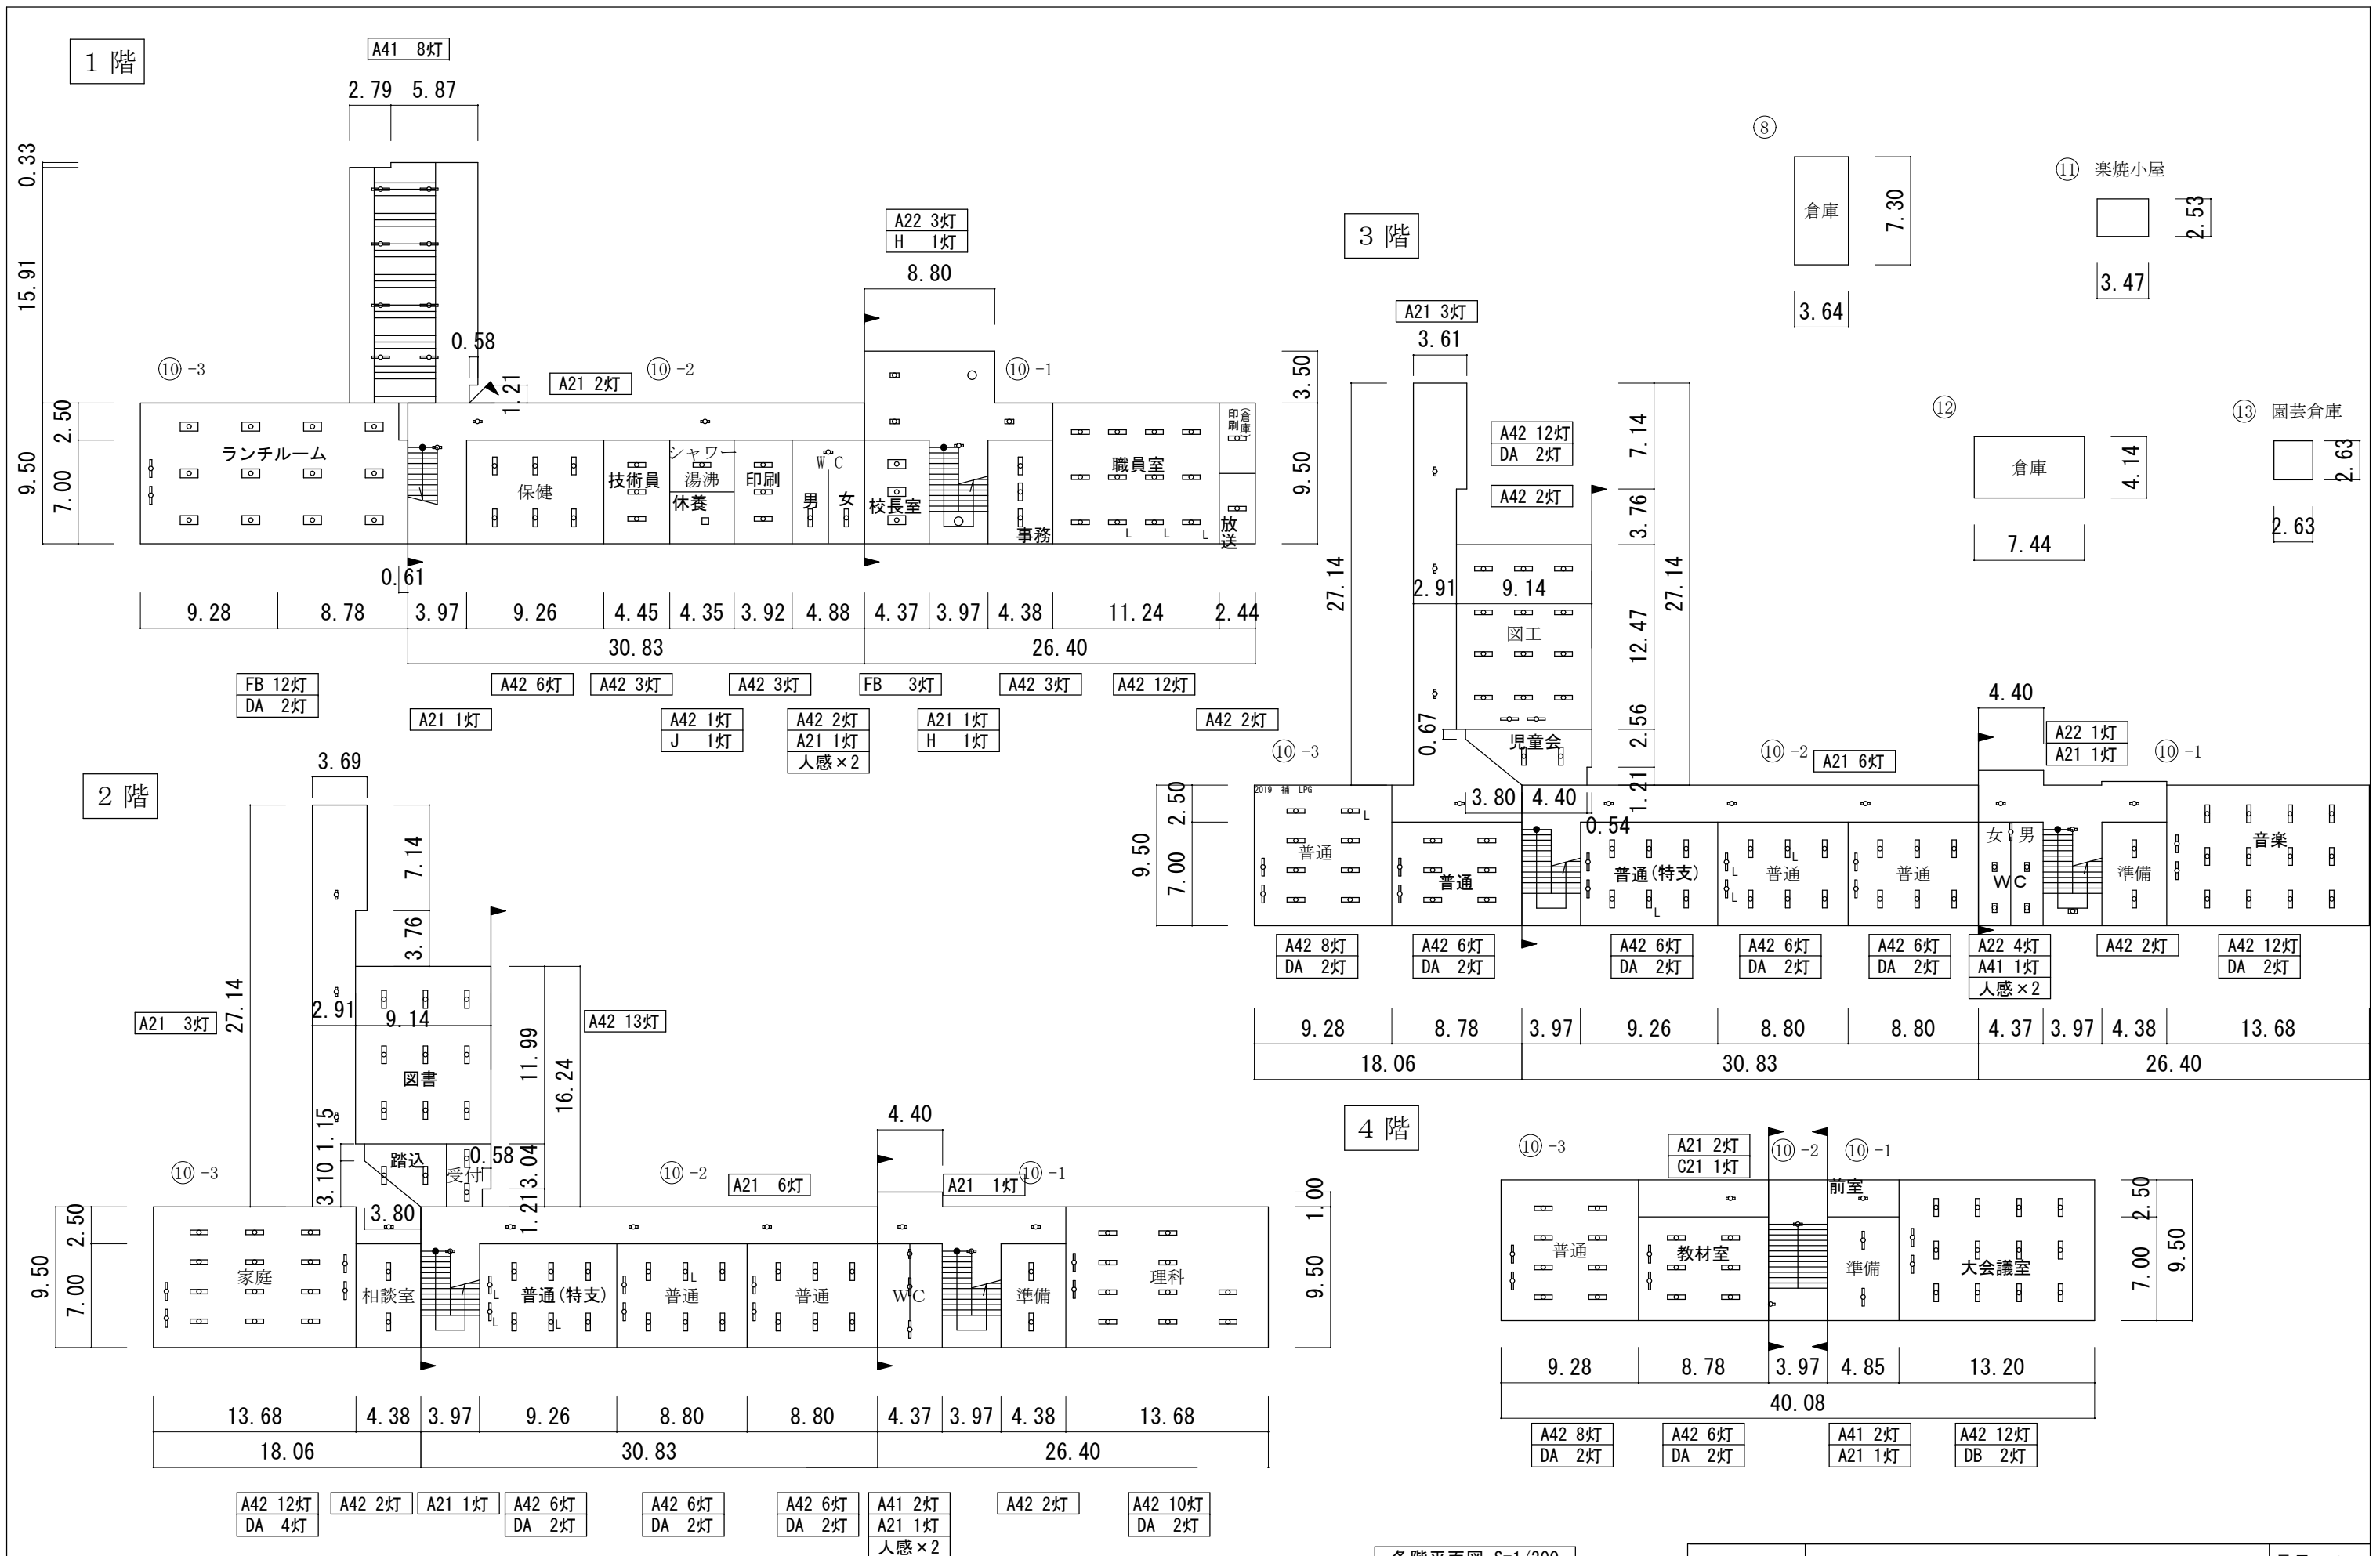 1 階
A41 8灯
2.79 5.87
0.33
15.91
2.50
9.50
7.00
0.58
1.21
⑩-3
A21 2灯
⑩-2
A22 3灯
H 1灯
8.80
⑩-1
3.50
9.50
ランチルーム
保健
技術員
シャワー
湯沸
休養
印刷
WC
男
女
校長室
事務
職員室
印刷
(倉庫)
放送
L L L
0.61
9.28 8.78 3.97 9.26 4.45 4.35 3.92 4.88 4.37 3.97 4.38 11.24 2.44
30.83 26.40
FB 12灯
DA 2灯
A21 1灯
A42 6灯
A42 3灯
A42 1灯
J 1灯
A42 3灯
A42 2灯
A21 1灯
人感×2
FB 3灯
A21 1灯
H 1灯
A42 3灯
A42 12灯
A42 2灯
2 階
3.69
7.14
3.76
27.14
A21 3灯
2.91
9.14
11.99
16.24
A42 13灯
図書
1.15
3.10
踏込
受付
0.58
3.04
1.21
3.80
⑩-3
⑩-2
A21 6灯
A21 1灯
⑩-1
4.40
1.00
9.50
2.50
9.50
7.00
家庭
相談室
普通(特支)
普通
普通
WC
準備
理科
L
L
L
L
13.68 4.38 3.97 9.26 8.80 8.80 4.37 3.97 4.38 13.68
18.06 30.83 26.40
A42 12灯
DA 4灯
A42 2灯
A21 1灯
A42 6灯
DA 2灯
A42 6灯
DA 2灯
A42 6灯
DA 2灯
A41 2灯
A21 1灯
人感×2
A42 2灯
A42 10灯
DA 2灯
3 階
A21 3灯
3.61
27.14
A42 12灯
DA 2灯
A42 2灯
7.14
3.76
12.47
2.56
1.21
27.14
2.91 9.14
図工
0.67
児童会
3.80 4.40
0.54
⑩-3
⑩-2
A21 6灯
4.40
A22 1灯
A21 1灯
⑩-1
2.50
9.50
7.00
2019 補 LPG
普通
L
普通
普通(特支)
L
普通
L
L
L
普通
女 男
WC
準備
音楽
A42 8灯
DA 2灯
A42 6灯
DA 2灯
A42 6灯
DA 2灯
A42 6灯
DA 2灯
A42 6灯
DA 2灯
A22 4灯
A41 1灯
人感×2
A42 2灯
A42 12灯
DA 2灯
9.28 8.78 3.97 9.26 8.80 8.80 4.37 3.97 4.38 13.68
18.06 30.83 26.40
⑧
倉庫
7.30
3.64
⑪ 楽焼小屋
2.53
3.47
⑫
倉庫
4.14
7.44
⑬ 園芸倉庫
2.63
2.63
4 階
⑩-3
A21 2灯
C21 1灯
⑩-2
⑩-1
前室
普通
教材室
準備
大会議室
2.50
7.00
9.50
9.28 8.78 3.97 4.85 13.20
40.08
A42 8灯
DA 2灯
A42 6灯
DA 2灯
A41 2灯
A21 1灯
A42 12灯
DB 2灯
各階平面図 S=1/300